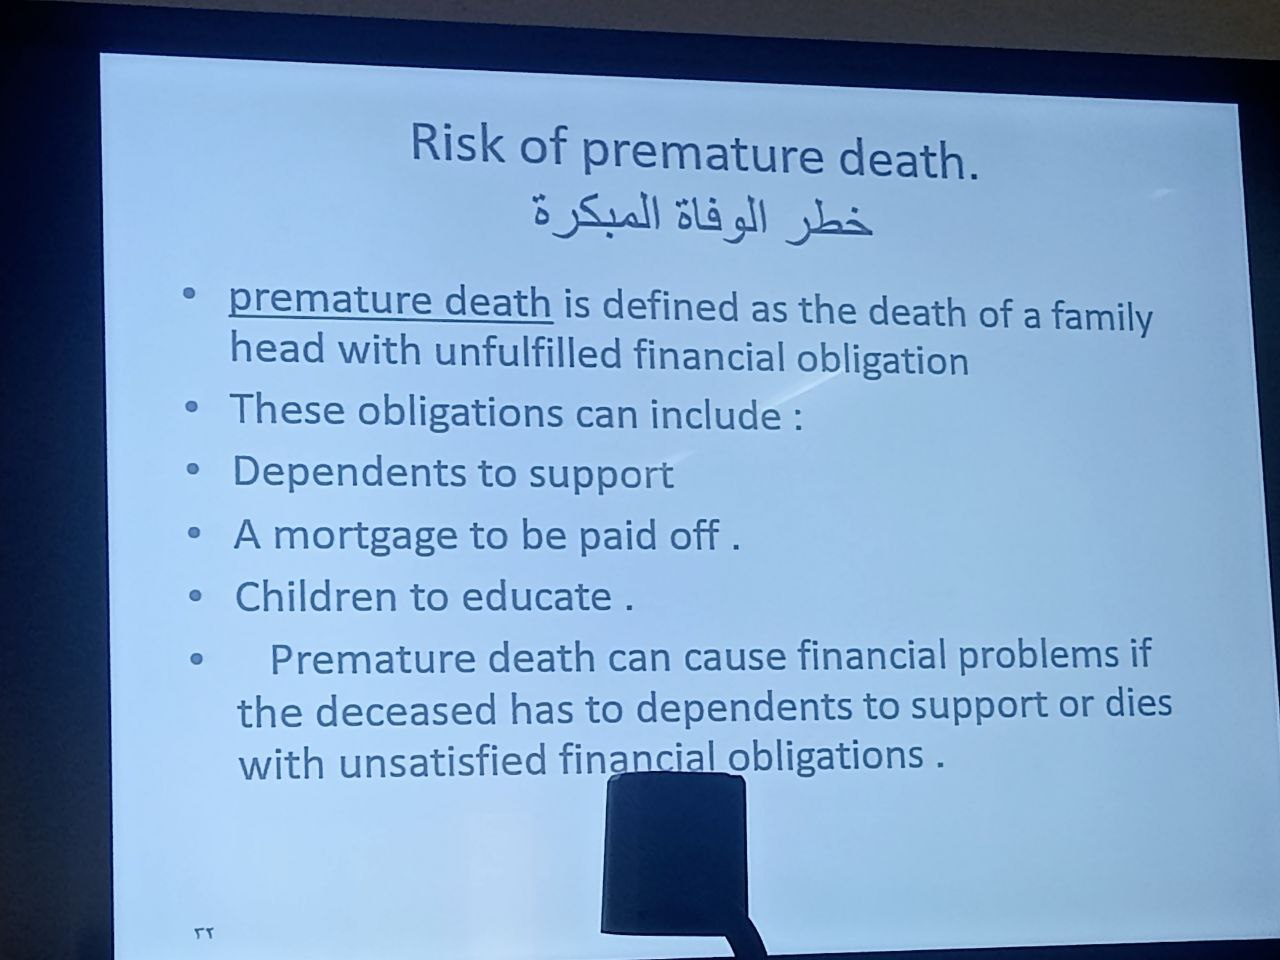 Risk of premature death.
خطر الوفاة المبكرة
• premature death is defined as the death of a family
head with unfulfilled financial obligation
• These obligations can include :
• Dependents to support
• A mortgage to be paid off .
• Children to educate .
• Premature death can cause financial problems if
the deceased has to dependents to support or dies
with unsatisfied financial obligations .
٣٢